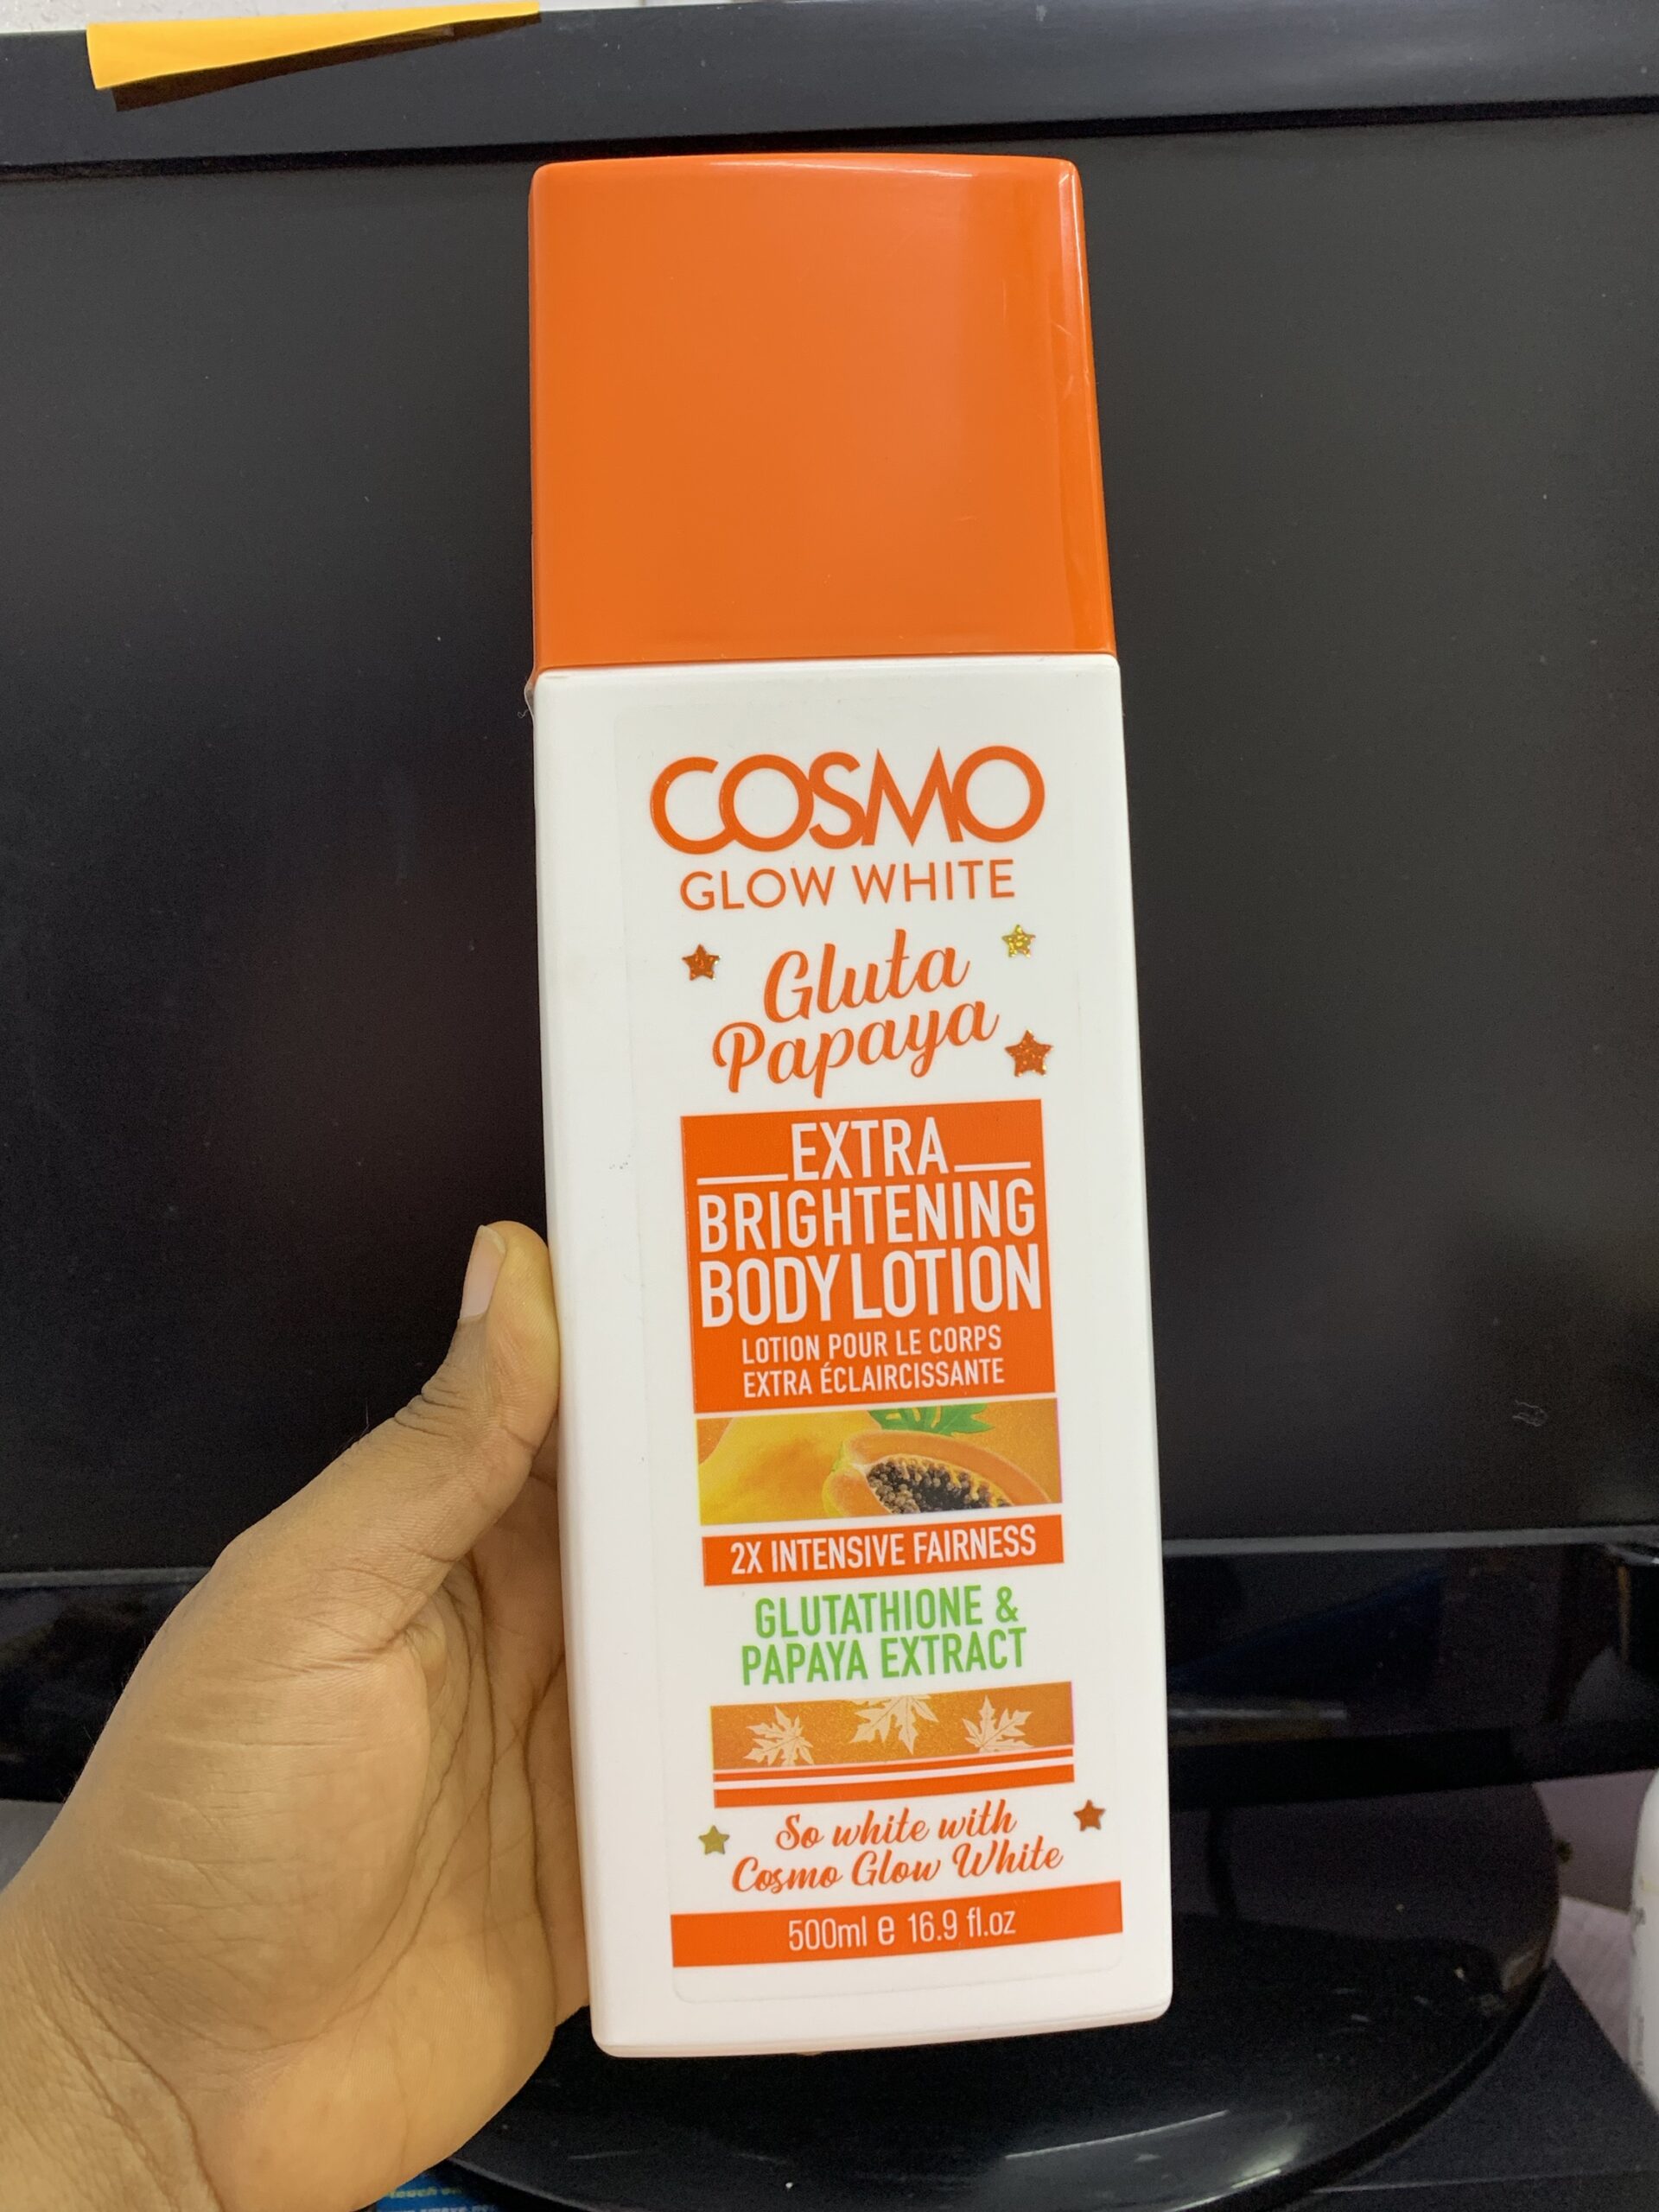 COSMO
GLOW WHITE
Gluta
Papaya
EXTRA
BRIGHTENING
BODY LOTION
LOTION POUR LE CORPS
EXTRA ÉCLAIRCISSANTE
2X INTENSIVE FAIRNESS
GLUTATHIONE &
PAPAYA EXTRACT
So white with
Cosmo Glow White
500ml e 16.9 fl.oz